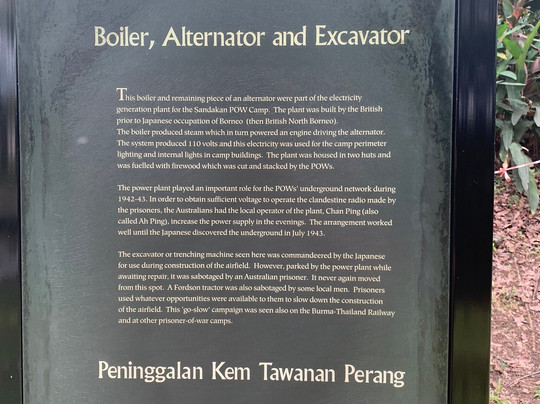 Boiler, Alternator and Excavator
This boiler and remaining piece of an alternator were part of the electricity
generation plant for the Sandakan POW Camp. The plant was built by the British
prior to Japanese occupation of Borneo (then British North Borneo).
The boiler produced steam which in turn powered an engine driving the alternator.
The system produced 110 volts and this electricity was used for the camp perimeter
lighting and internal lights in camp buildings. The plant was housed in two huts and
was fuelled with firewood which was cut and stacked by the POWs.
The power plant played an important role for the POWs' underground network during
1942-43. In order to obtain sufficient voltage to operate the clandestine radio made by
the prisoners, the Australians had the local operator of the plant, Chan Ping (also
called Ah Ping), increase the power supply in the evenings. The arrangement worked
well until the Japanese discovered the underground in July 1943.
The excavator or trenching machine seen here was commandeered by the Japanese
for use during construction of the airfield. However, parked by the power plant while
awaiting repair, it was sabotaged by an Australian prisoner. It never again moved
from this spot. A Fordson tractor was also sabotaged by some local men. Prisoners
used whatever opportunities were available to them to slow down the construction
of the airfield. This 'go-slow' campaign was seen also on the Burma-Thailand Railway
and at other prisoner-of-war camps.
Peninggalan Kem Tawanan Perang